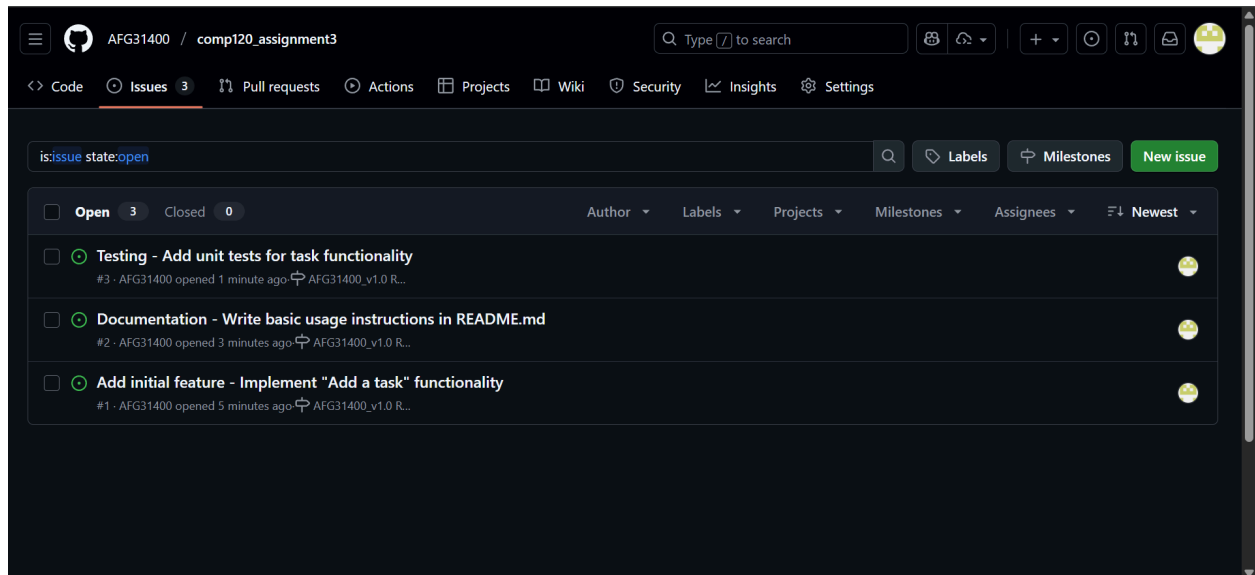 AFG31400 / comp120_assignment3
Type / to search
Code Issues 3 Pull requests Actions Projects Wiki Security Insights Settings
is:issue state:open
Labels Milestones New issue
Open 3 Closed 0 Author Labels Projects Milestones Assignees Newest
Testing - Add unit tests for task functionality
#3 · AFG31400 opened 1 minute ago· AFG31400_v1.0 R...
Documentation - Write basic usage instructions in README.md
#2 · AFG31400 opened 3 minutes ago· AFG31400_v1.0 R...
Add initial feature - Implement "Add a task" functionality
#1 · AFG31400 opened 5 minutes ago· AFG31400_v1.0 R...